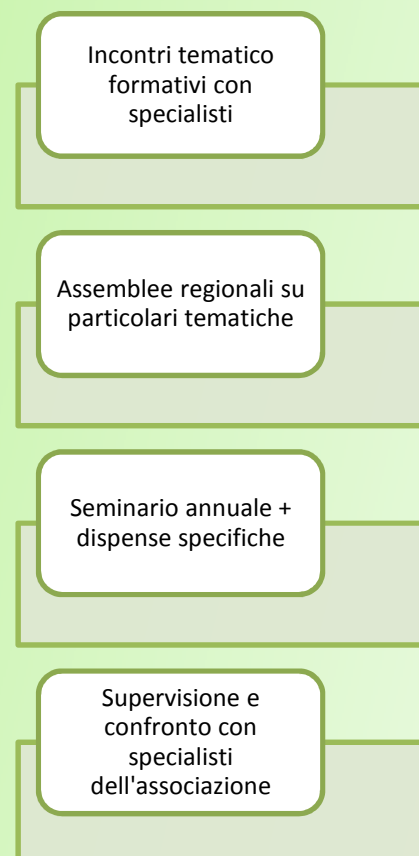 Incontri tematico
formativi con
specialisti
Assemblee regionali su
particolari tematiche
Seminario annuale +
dispense specifiche
Supervisione e
confronto con
specialisti
dell'associazione